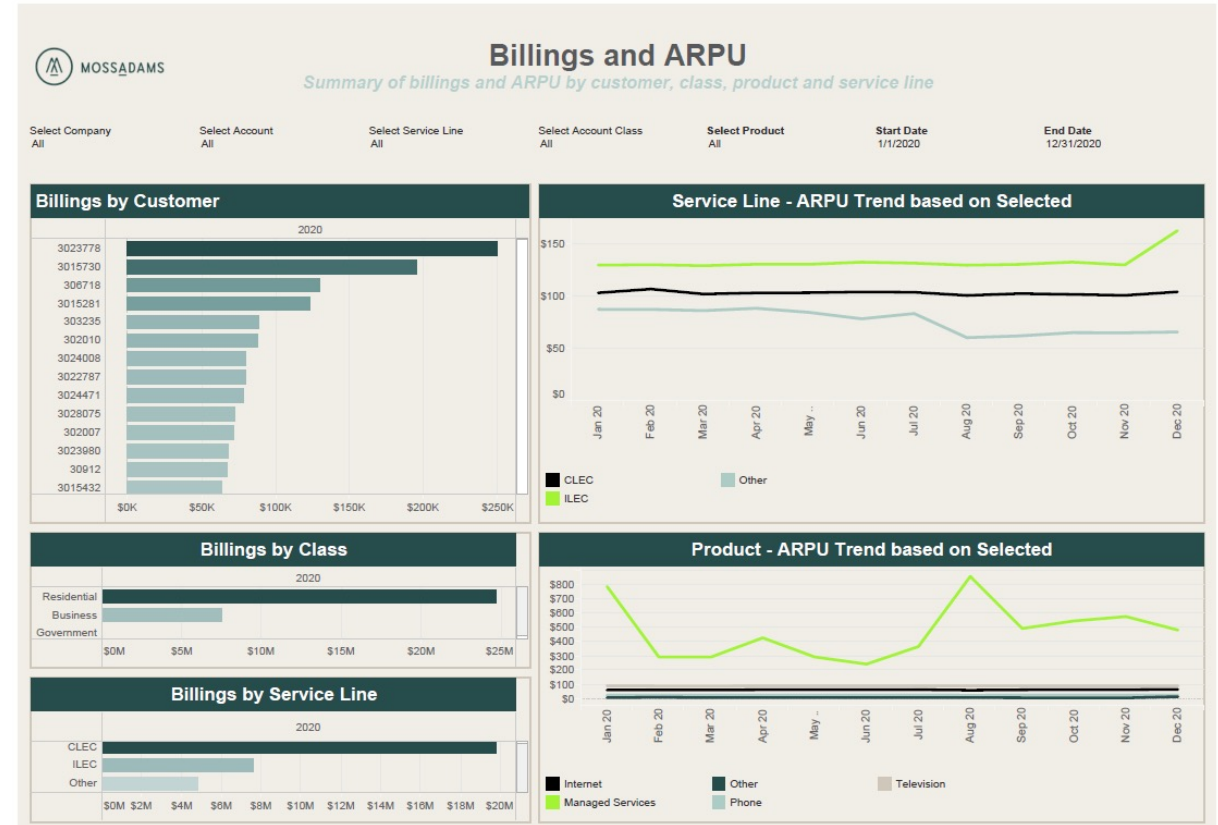 MOSSADAMS
Billings and ARPU
Summary of billings and ARPU by customer, class, product and service line
Select Company Select Account Select Service Line Select Account Class Select Product Start Date End Date
All All All All All 1/1/2020 12/31/2020
Billings by Customer
2020
3023778
3015730
306718
3015281
303235
302010
3024008
3022787
3024471
3028075
302007
3023980
30912
3015432
$0K $50K $100K $150K $200K $250K
Service Line - ARPU Trend based on Selected
$150
$100
$50
$0
Jan 20 Feb 20 Mar 20 Apr 20 May .. Jun 20 Jul 20 Aug 20 Sep 20 Oct 20 Nov 20 Dec 20
CLEC Other
ILEC
Billings by Class
2020
Residential
Business
Government
$0M $5M $10M $15M $20M $25M
Product - ARPU Trend based on Selected
$800
$700
$600
$500
$400
$300
$200
$100
$0
Jan 20 Feb 20 Mar 20 Apr 20 May .. Jun 20 Jul 20 Aug 20 Sep 20 Oct 20 Nov 20 Dec 20
Internet Other Television
Managed Services Phone
Billings by Service Line
2020
CLEC
ILEC
Other
$0M $2M $4M $6M $8M $10M $12M $14M $16M $18M $20M